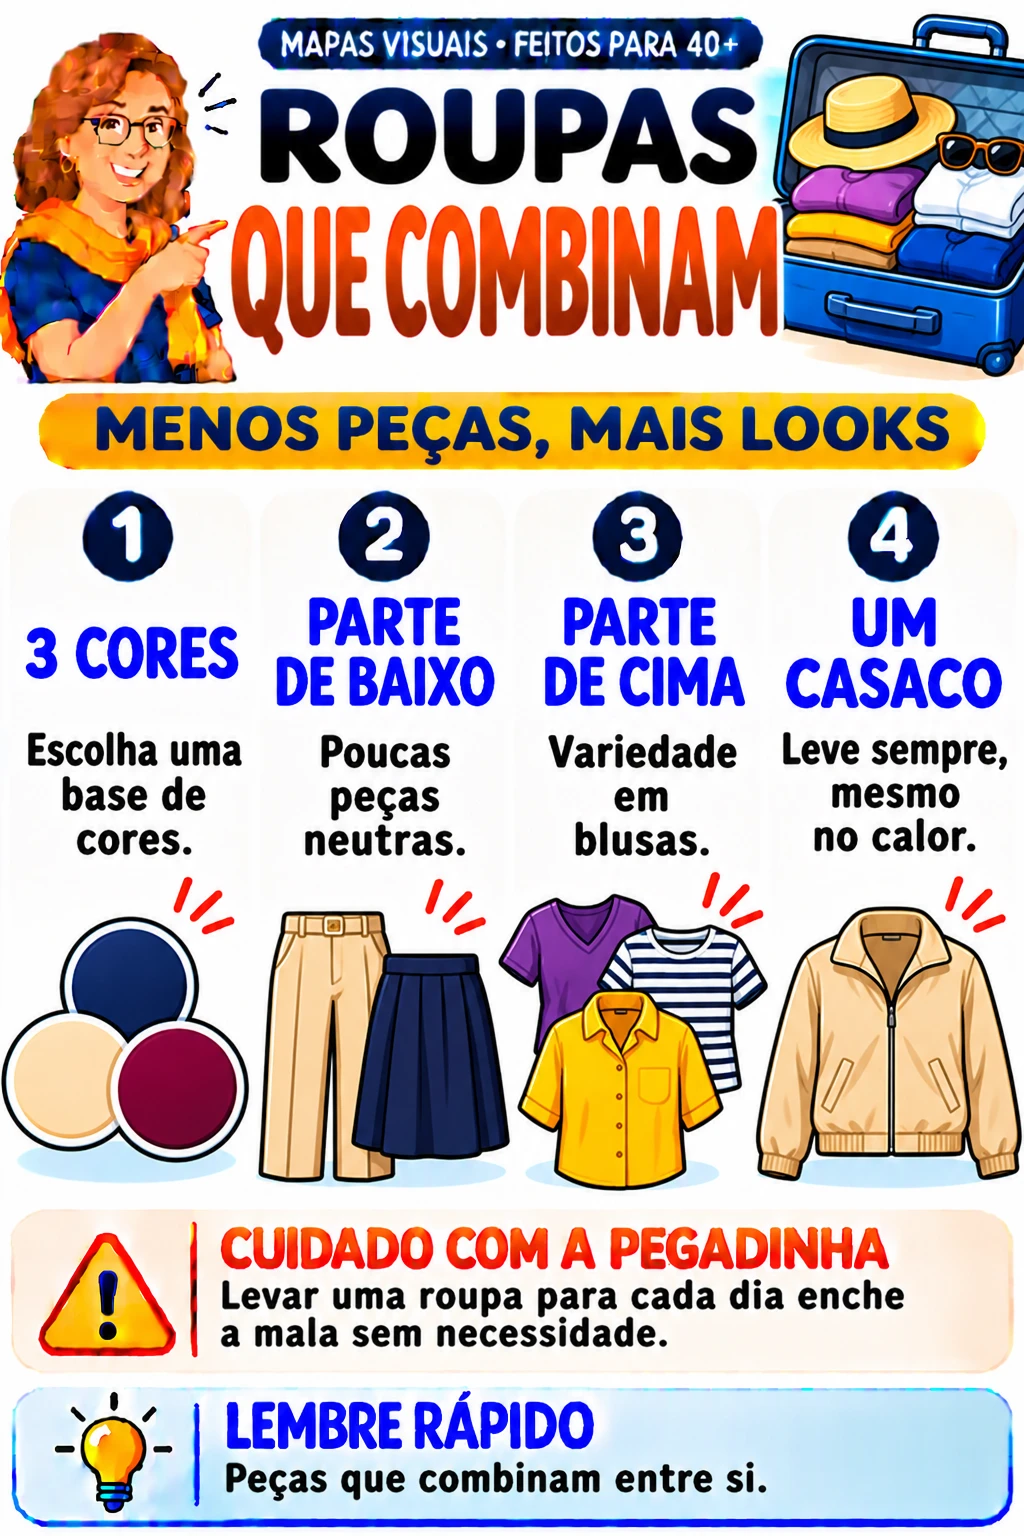 MAPAS VISUAIS • FEITOS PARA 40+
ROUPAS
QUE COMBINAM
MENOS PEÇAS, MAIS LOOKS
1
3 CORES
Escolha uma
base de
cores.
2
PARTE
DE BAIXO
Poucas
peças
neutras.
3
PARTE
DE CIMA
Variedade
em
blusas.
4
UM
CASACO
Leve sempre,
mesmo
no calor.
CUIDADO COM A PEGADINHA
Levar uma roupa para cada dia enche
a mala sem necessidade.
LEMBRE RÁPIDO
Peças que combinam entre si.